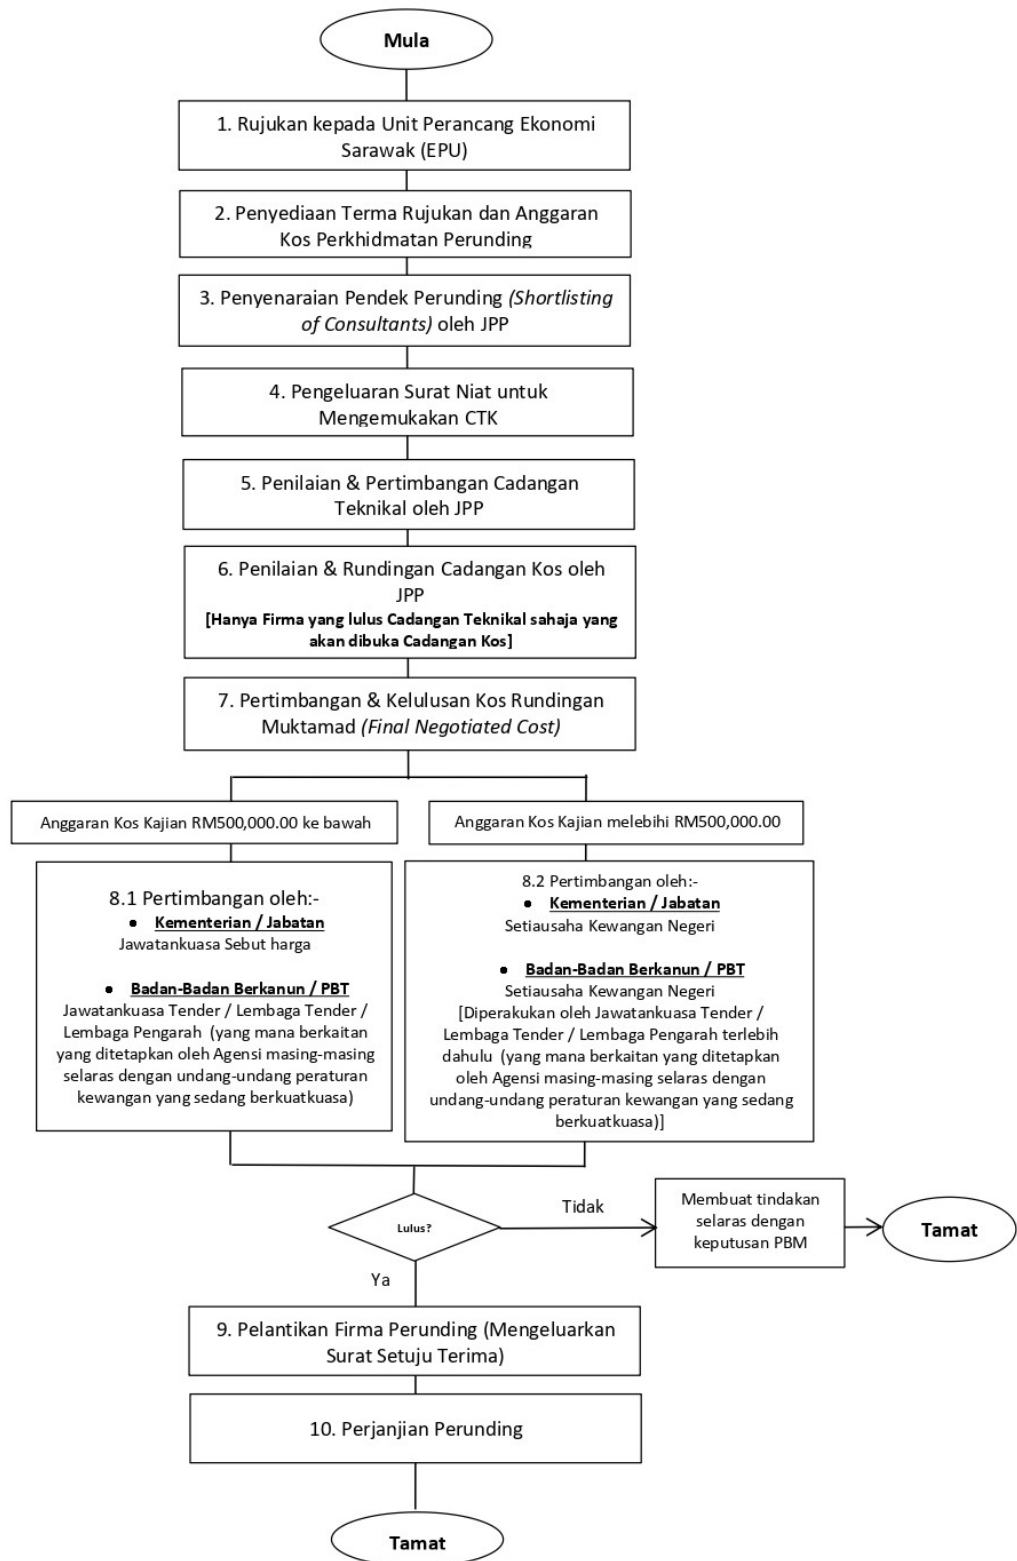 Mula
1. Rujukan kepada Unit Perancang Ekonomi
Sarawak (EPU)
2. Penyediaan Terma Rujukan dan Anggaran
Kos Perkhidmatan Perunding
3. Penyenaraian Pendek Perunding (Shortlisting
of Consultants) oleh JPP
4. Pengeluaran Surat Niat untuk
Mengemukakan CTK
5. Penilaian & Pertimbangan Cadangan
Teknikal oleh JPP
6. Penilaian & Rundingan Cadangan Kos oleh
JPP
[Hanya Firma yang lulus Cadangan Teknikal sahaja yang
akan dibuka Cadangan Kos]
7. Pertimbangan & Kelulusan Kos Rundingan
Muktamad (Final Negotiated Cost)
Anggaran Kos Kajian RM500,000.00 ke bawah
Anggaran Kos Kajian melebihi RM500,000.00
8.1 Pertimbangan oleh:-
• Kementerian / Jabatan
Jawatankuasa Sebut harga
• Badan-Badan Berkanun / PBT
Jawatankuasa Tender / Lembaga Tender /
Lembaga Pengarah (yang mana berkaitan
yang ditetapkan oleh Agensi masing-masing
selaras dengan undang-undang peraturan
kewangan yang sedang berkuatkuasa)
8.2 Pertimbangan oleh:-
• Kementerian / Jabatan
Setiausaha Kewangan Negeri
• Badan-Badan Berkanun / PBT
Setiausaha Kewangan Negeri
[Diperakukan oleh Jawatankuasa Tender /
Lembaga Tender / Lembaga Pengarah terlebih
dahulu (yang mana berkaitan yang ditetapkan
oleh Agensi masing-masing selaras dengan
undang-undang peraturan kewangan yang sedang
berkuatkuasa)]
Lulus?
Tidak
Membuat tindakan
selaras dengan
keputusan PBM
Tamat
Ya
9. Pelantikan Firma Perunding (Mengeluarkan
Surat Setuju Terima)
10. Perjanjian Perunding
Tamat